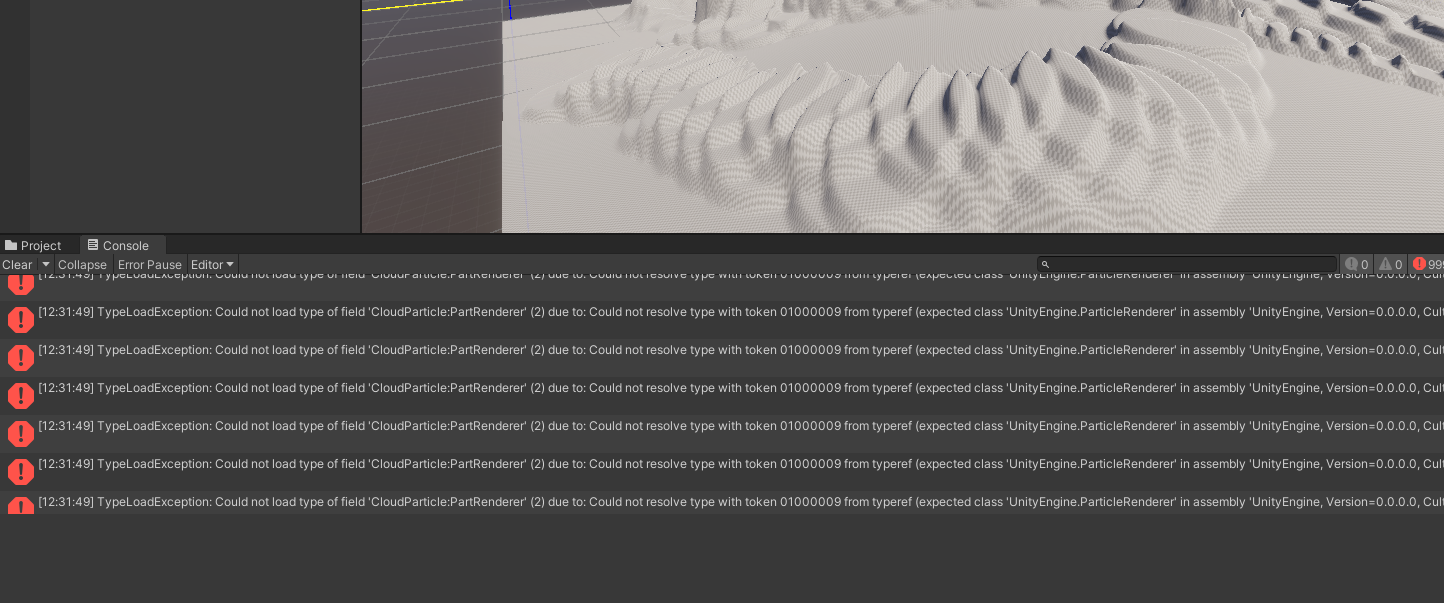 Project
Console
Clear Collapse Error Pause Editor 0 0 999
[12:31:49] TypeLoadException: Could not load type of field 'CloudParticle:PartRenderer' (2) due to: Could not resolve type with token 01000009 from typeref (expected class 'UnityEngine.ParticleRenderer' in assembly 'UnityEngine, Version=0.0.0.0, Cult
[12:31:49] TypeLoadException: Could not load type of field 'CloudParticle:PartRenderer' (2) due to: Could not resolve type with token 01000009 from typeref (expected class 'UnityEngine.ParticleRenderer' in assembly 'UnityEngine, Version=0.0.0.0, Cult
[12:31:49] TypeLoadException: Could not load type of field 'CloudParticle:PartRenderer' (2) due to: Could not resolve type with token 01000009 from typeref (expected class 'UnityEngine.ParticleRenderer' in assembly 'UnityEngine, Version=0.0.0.0, Cult
[12:31:49] TypeLoadException: Could not load type of field 'CloudParticle:PartRenderer' (2) due to: Could not resolve type with token 01000009 from typeref (expected class 'UnityEngine.ParticleRenderer' in assembly 'UnityEngine, Version=0.0.0.0, Cult
[12:31:49] TypeLoadException: Could not load type of field 'CloudParticle:PartRenderer' (2) due to: Could not resolve type with token 01000009 from typeref (expected class 'UnityEngine.ParticleRenderer' in assembly 'UnityEngine, Version=0.0.0.0, Cult
[12:31:49] TypeLoadException: Could not load type of field 'CloudParticle:PartRenderer' (2) due to: Could not resolve type with token 01000009 from typeref (expected class 'UnityEngine.ParticleRenderer' in assembly 'UnityEngine, Version=0.0.0.0, Cult
[12:31:49] TypeLoadException: Could not load type of field 'CloudParticle:PartRenderer' (2) due to: Could not resolve type with token 01000009 from typeref (expected class 'UnityEngine.ParticleRenderer' in assembly 'UnityEngine, Version=0.0.0.0, Cult